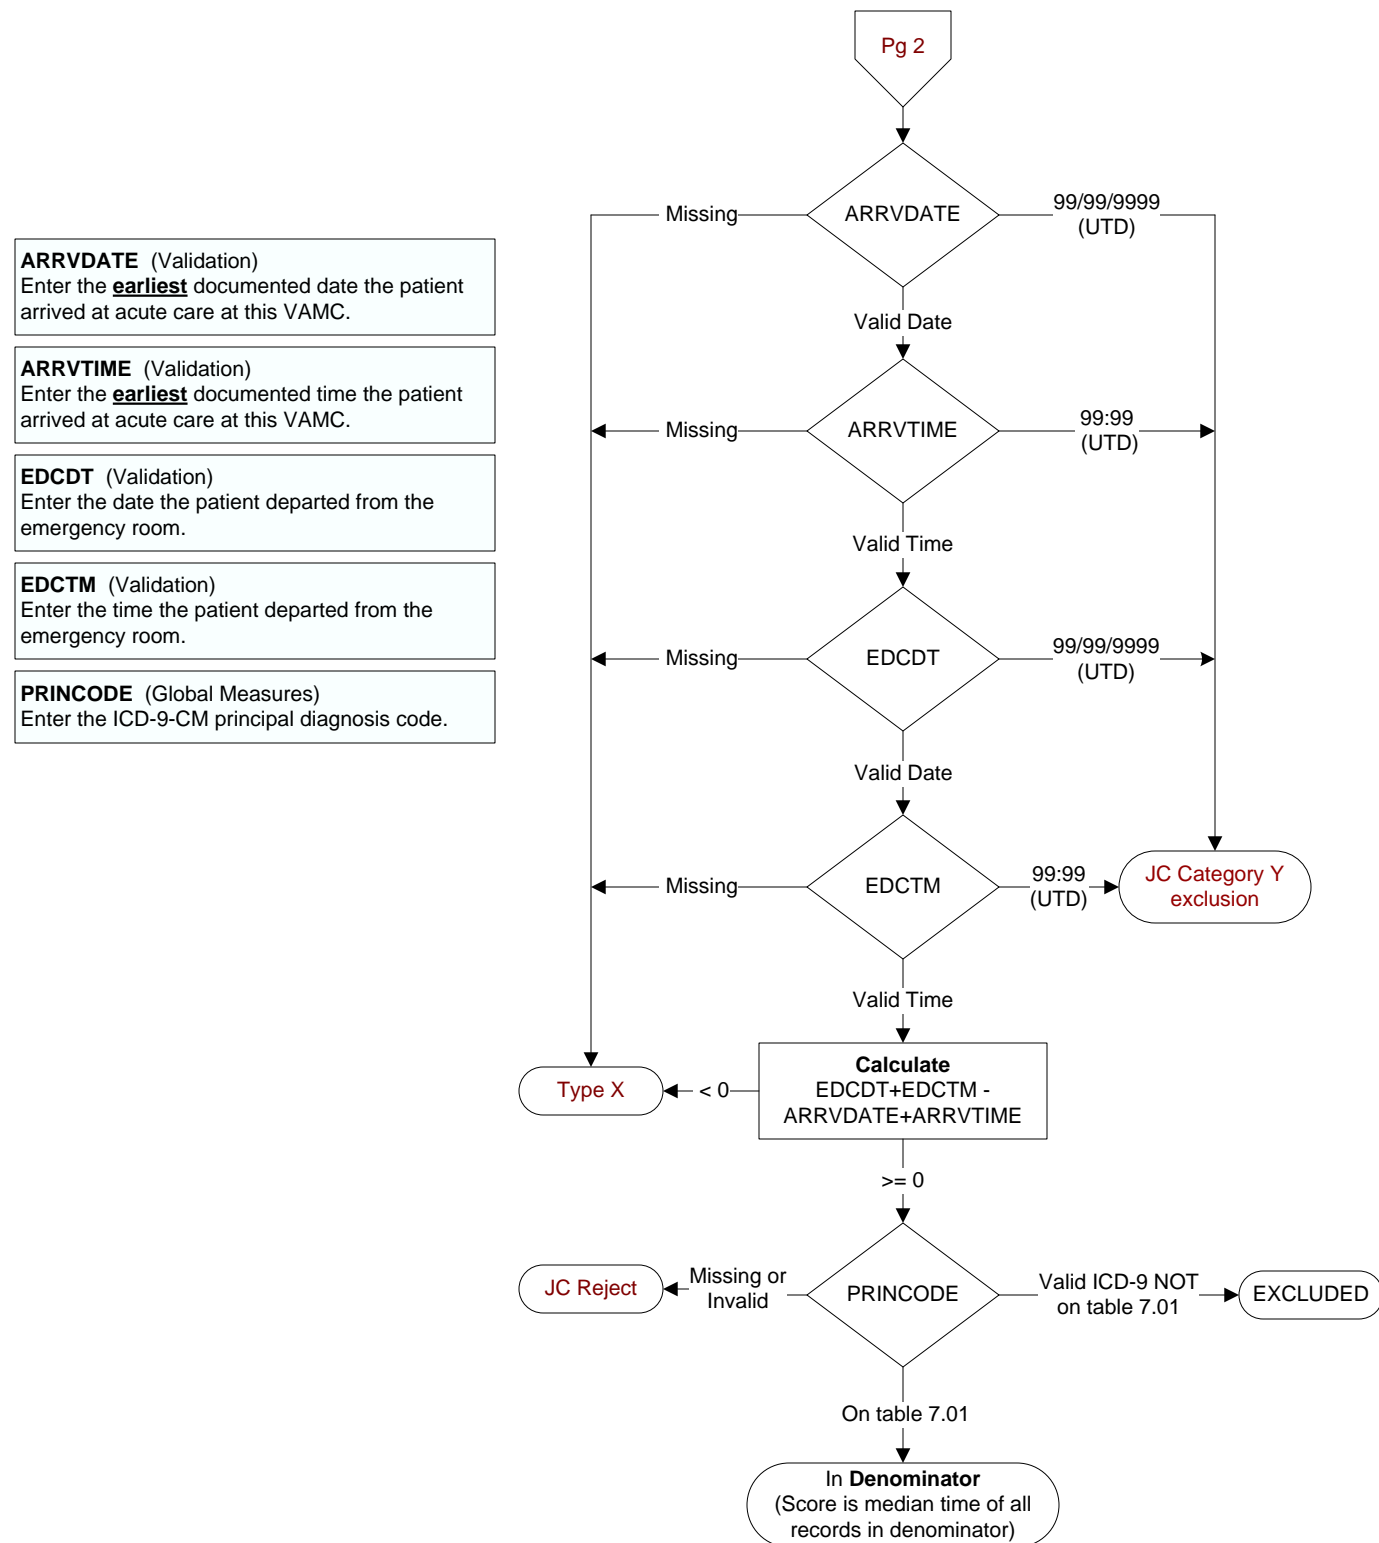 Pg 2
ARRVDATE (Validation)
Enter the earliest documented date the patient
arrived at acute care at this VAMC.
ARRVTIME (Validation)
Enter the earliest documented time the patient
arrived at acute care at this VAMC.
EDCDT (Validation)
Enter the date the patient departed from the
emergency room.
EDCTM (Validation)
Enter the time the patient departed from the
emergency room.
PRINCODE (Global Measures)
Enter the ICD-9-CM principal diagnosis code.
Missing
ARRVDATE
99/99/9999
(UTD)
Valid Date
Missing
ARRVTIME
99:99
(UTD)
Valid Time
Missing
EDCDT
99/99/9999
(UTD)
Valid Date
Missing
EDCTM
99:99
(UTD)
JC Category Y
exclusion
Valid Time
Type X
< 0
Calculate
EDCDT+EDCTM -
ARRVDATE+ARRVTIME
>= 0
JC Reject
Missing or
Invalid
PRINCODE
Valid ICD-9 NOT
on table 7.01
EXCLUDED
On table 7.01
In Denominator
(Score is median time of all
records in denominator)